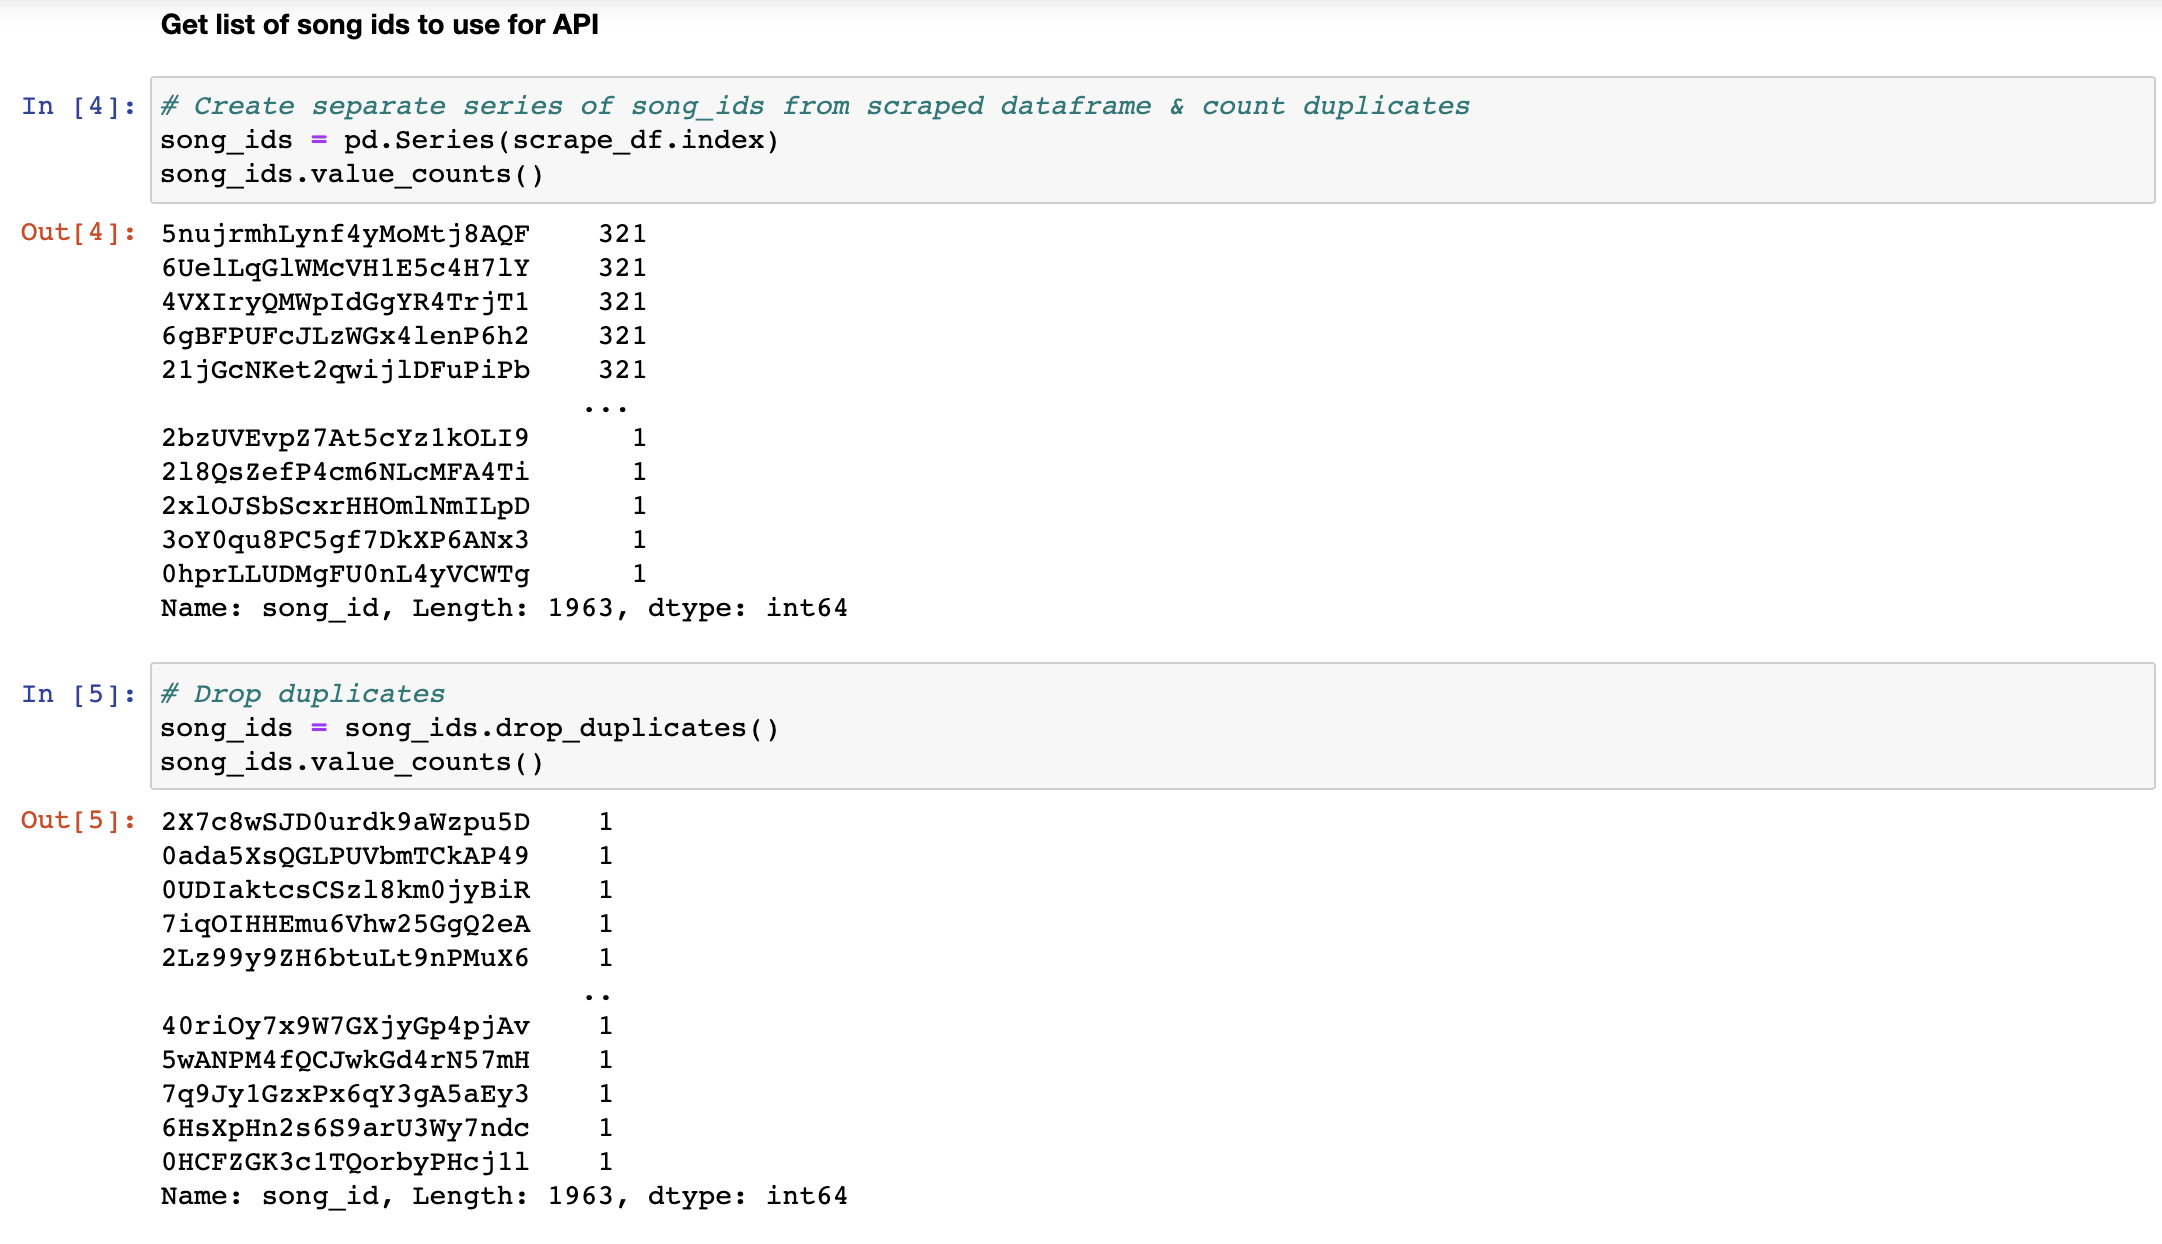 Get list of song ids to use for API
In [4]:
# Create separate series of song_ids from scraped dataframe & count duplicates
song_ids = pd.Series(scrape_df.index)
song_ids.value_counts()
Out[4]:
5nujrmhLynf4yMoMtj8AQF 321
6UelLqGlWMcVH1E5c4H7lY 321
4VXIryQMWpIdGgYR4TrjT1 321
6gBFPUFcJLzWGx4lenP6h2 321
21jGcNKet2qwijlDFuPiPb 321
...
2bzUVEvpZ7At5cYz1kOLI9 1
2l8QsZefP4cm6NLcMFA4Ti 1
2xlOJSbScxrHHOmlNmILpD 1
3oY0qu8PC5gf7DkXP6ANx3 1
0hprLLUDMgFU0nL4yVCWTg 1
Name: song_id, Length: 1963, dtype: int64
In [5]:
# Drop duplicates
song_ids = song_ids.drop_duplicates()
song_ids.value_counts()
Out[5]:
2X7c8wSJD0urdk9aWzpu5D 1
0ada5XsQGLPUVbmTCkAP49 1
0UDIaktcsCSzl8km0jyBiR 1
7iqOIHHEmu6Vhw25GgQ2eA 1
2Lz99y9ZH6btuLt9nPMuX6 1
..
40riOy7x9W7GXjyGp4pjAv 1
5wANPM4fQCJwkGd4rN57mH 1
7q9Jy1GzxPx6qY3gA5aEy3 1
6HsXpHn2s6S9arU3Wy7ndc 1
0HCFZGK3c1TQorbyPHcj1l 1
Name: song_id, Length: 1963, dtype: int64